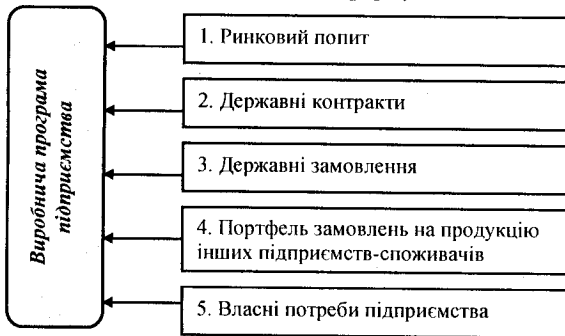 Виробнича програма
підприємства
1. Ринковий попит
2. Державні контракти
3. Державні замовлення
4. Портфель замовлень на продукцію
інших підприємств-споживачів
5. Власні потреби підприємства